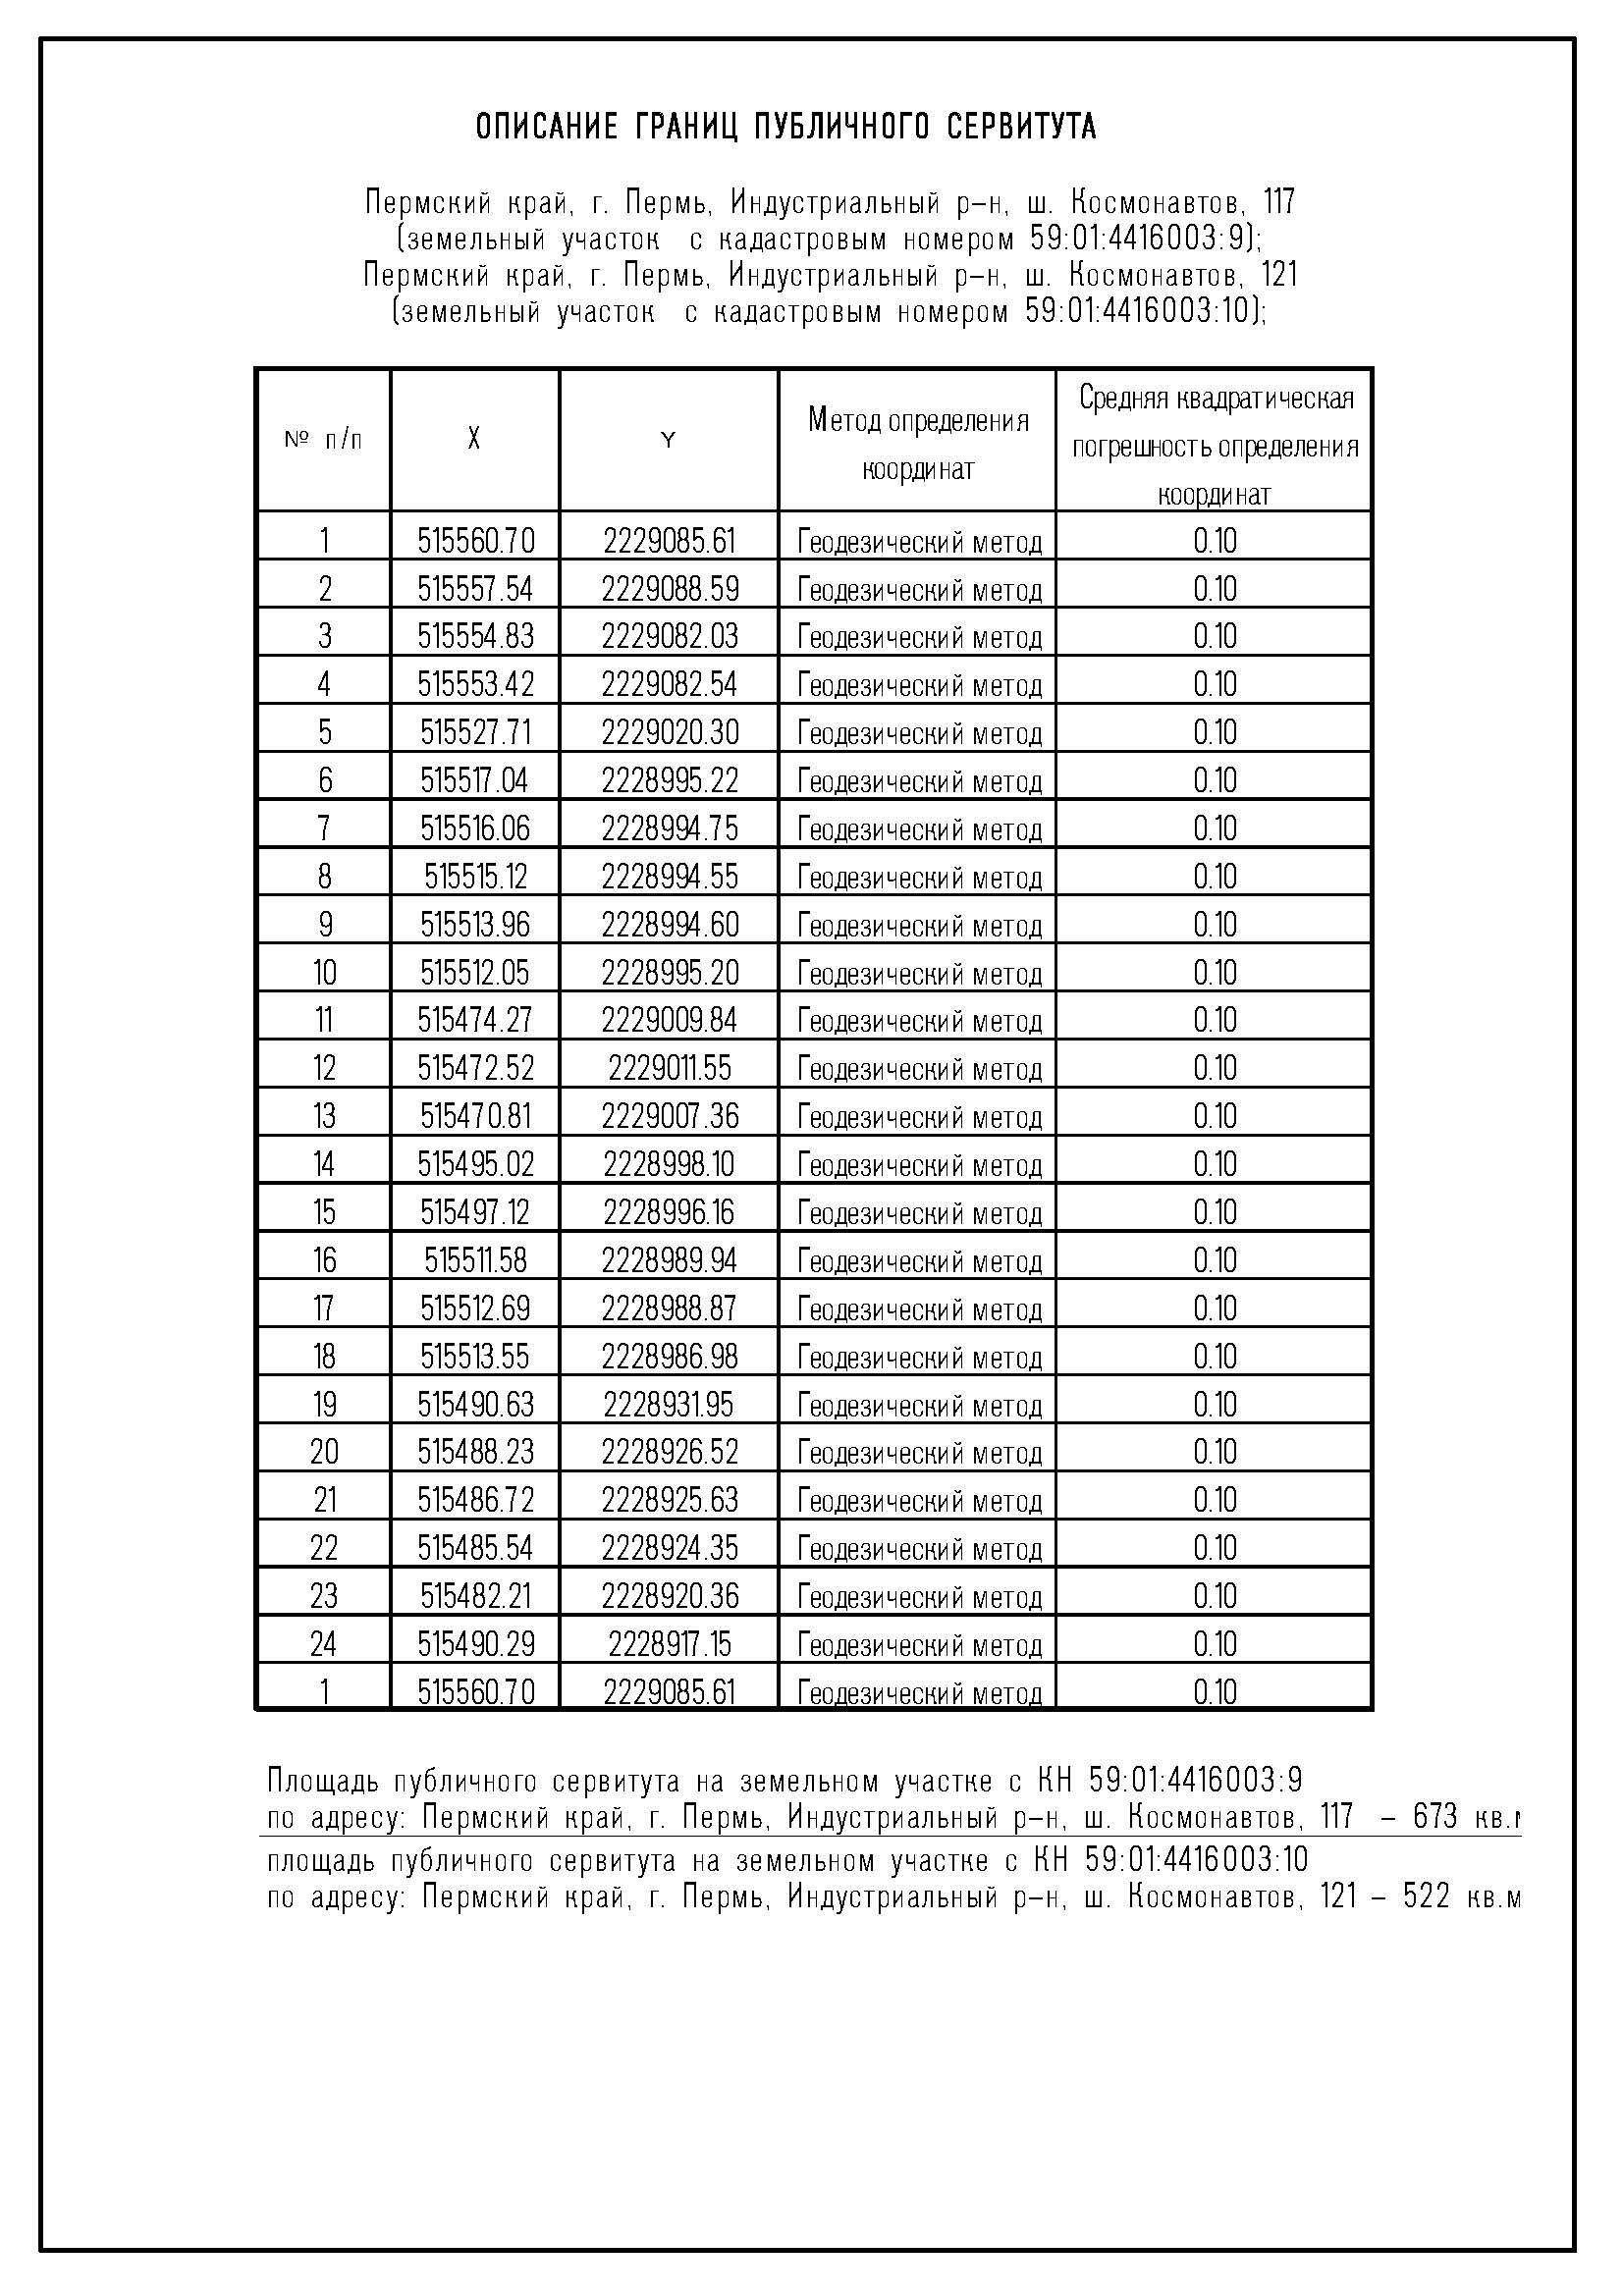 ОПИСАНИЕ ГРАНИЦ ПУБЛИЧНОГО СЕРВИТУТА
Пермский край, г. Пермь, Индустриальный р-н, ш. Космонавтов, 117
(земельный участок с кадастровым номером 59:01:4416003:9);
Пермский край, г. Пермь, Индустриальный р-н, ш. Космонавтов, 121
(земельный участок с кадастровым номером 59:01:4416003:10);
№ п/п X Y Метод определения координат Средняя квадратическая погрешность определения координат
1 515560.70 2229085.61 Геодезический метод 0.10
2 515557.54 2229088.59 Геодезический метод 0.10
3 515554.83 2229082.03 Геодезический метод 0.10
4 515553.42 2229082.54 Геодезический метод 0.10
5 515527.71 2229020.30 Геодезический метод 0.10
6 515517.04 2228995.22 Геодезический метод 0.10
7 515516.06 2228994.75 Геодезический метод 0.10
8 515515.12 2228994.55 Геодезический метод 0.10
9 515513.96 2228994.60 Геодезический метод 0.10
10 515512.05 2228995.20 Геодезический метод 0.10
11 515474.27 2229009.84 Геодезический метод 0.10
12 515472.52 2229011.55 Геодезический метод 0.10
13 515470.81 2229007.36 Геодезический метод 0.10
14 515495.02 2228998.10 Геодезический метод 0.10
15 515497.12 2228996.16 Геодезический метод 0.10
16 515511.58 2228989.94 Геодезический метод 0.10
17 515512.69 2228988.87 Геодезический метод 0.10
18 515513.55 2228986.98 Геодезический метод 0.10
19 515490.63 2228931.95 Геодезический метод 0.10
20 515488.23 2228926.52 Геодезический метод 0.10
21 515486.72 2228925.63 Геодезический метод 0.10
22 515485.54 2228924.35 Геодезический метод 0.10
23 515482.21 2228920.36 Геодезический метод 0.10
24 515490.29 2228917.15 Геодезический метод 0.10
1 515560.70 2229085.61 Геодезический метод 0.10
Площадь публичного сервитута на земельном участке с КН 59:01:4416003:9
по адресу: Пермский край, г. Пермь, Индустриальный р-н, ш. Космонавтов, 117 - 673 кв.м
площадь публичного сервитута на земельном участке с КН 59:01:4416003:10
по адресу: Пермский край, г. Пермь, Индустриальный р-н, ш. Космонавтов, 121 - 522 кв.м